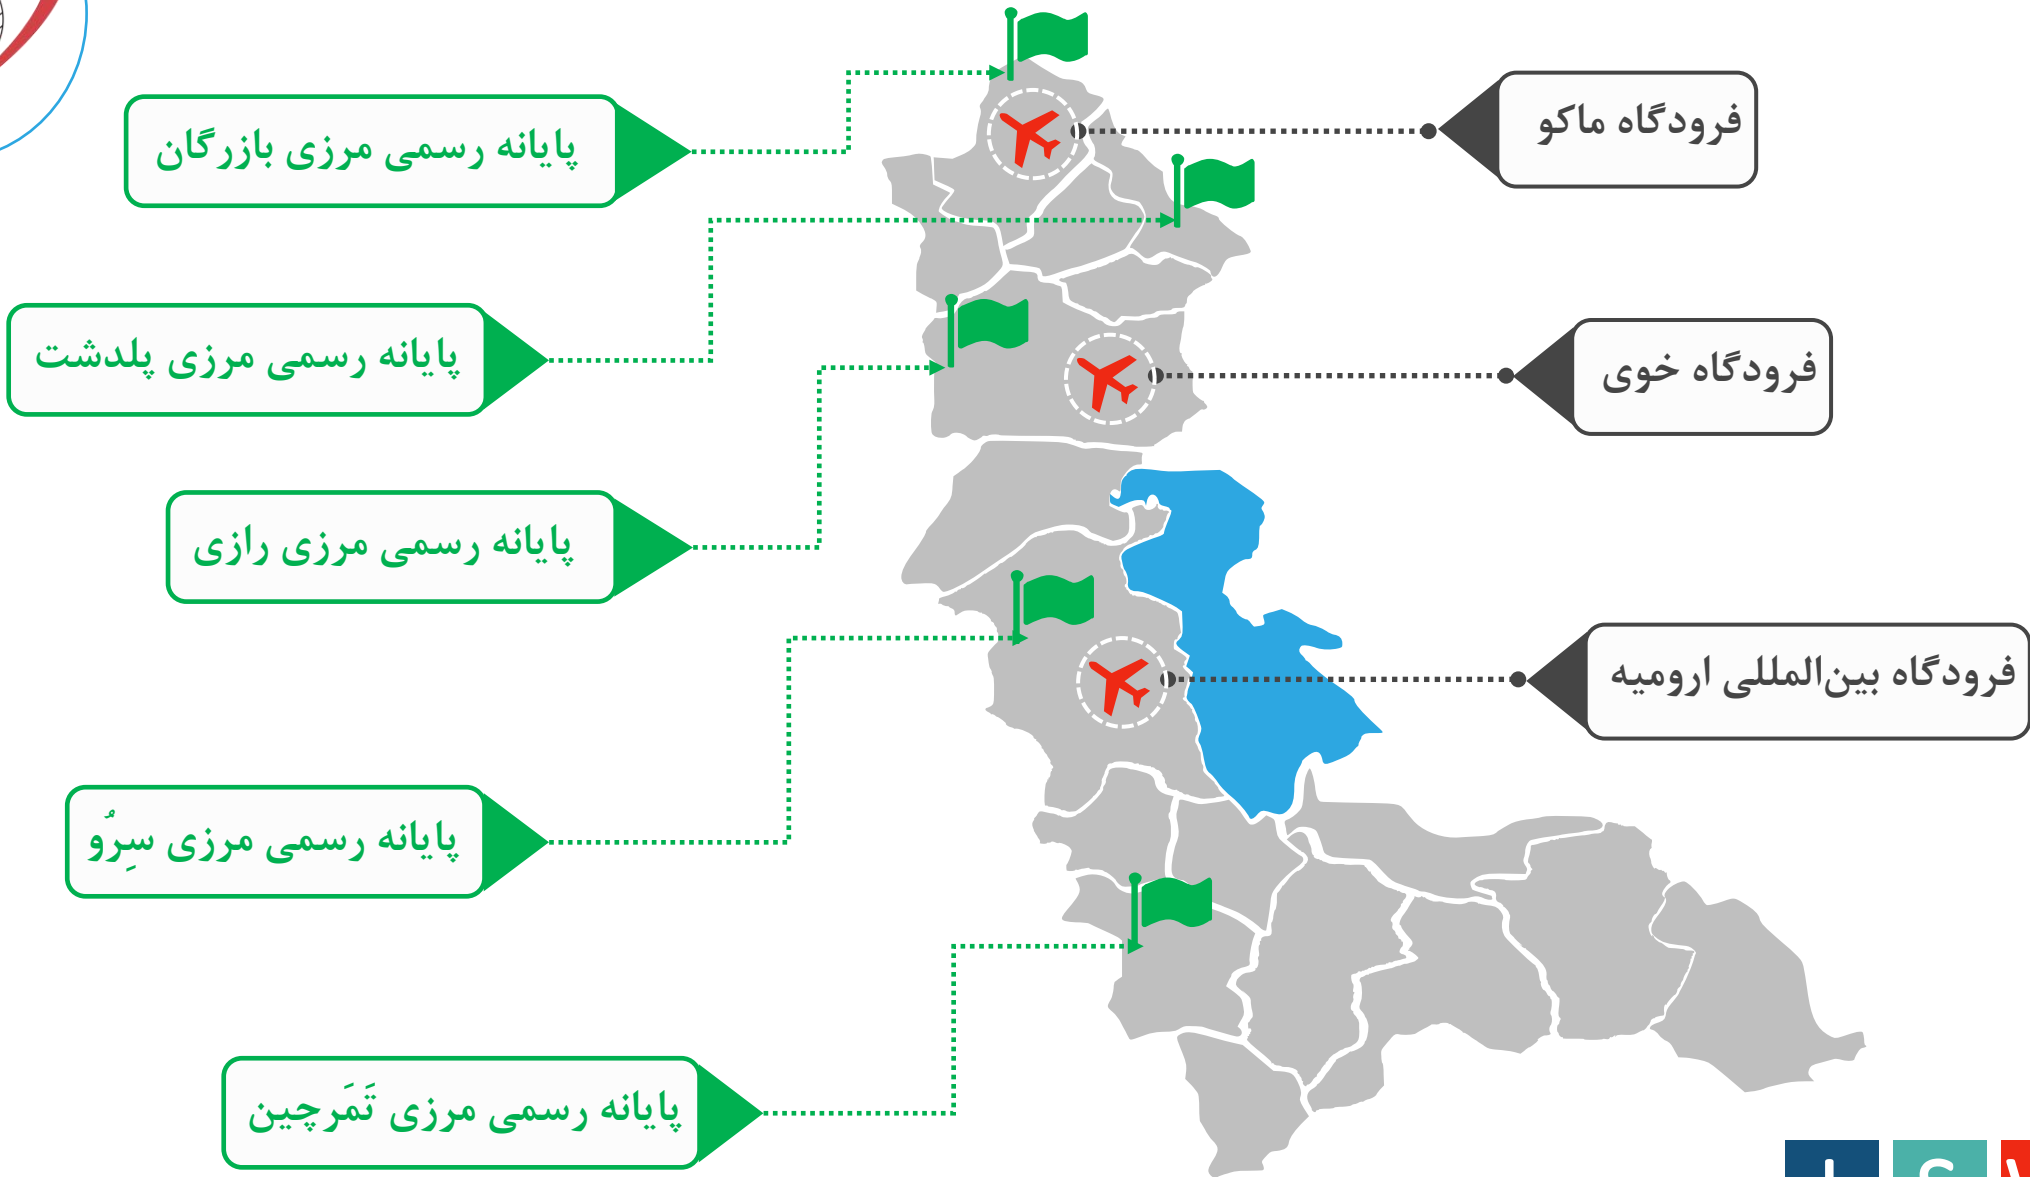 فرودگاه ماکو
پایانه رسمی مرزی بازرگان
فرودگاه خوی
پایانه رسمی مرزی پلدشت
پایانه رسمی مرزی رازی
فرودگاه بین‌المللی ارومیه
پایانه رسمی مرزی سِرُو
پایانه رسمی مرزی تَمَرچین